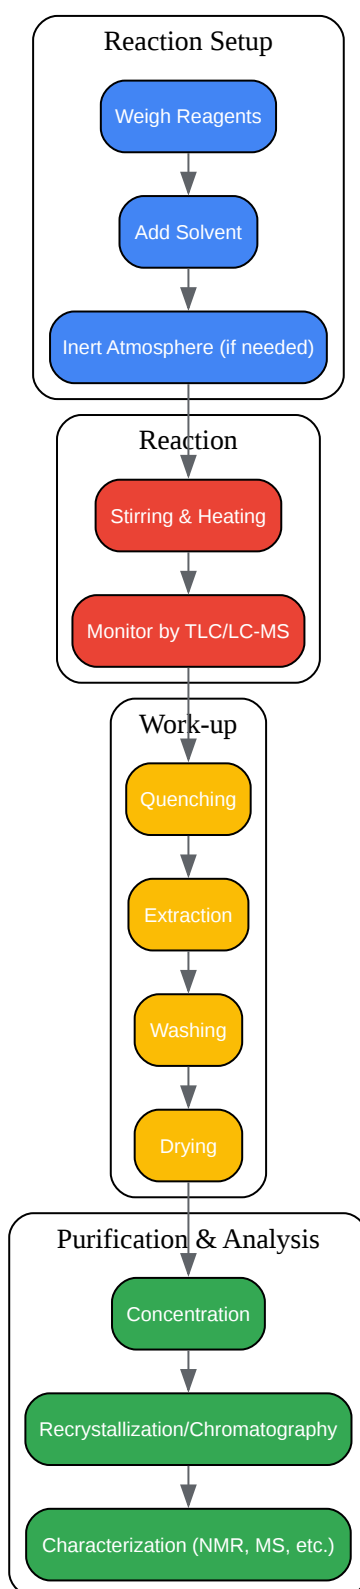 Reaction Setup
Weigh Reagents
Add Solvent
Inert Atmosphere (if needed)
Reaction
Stirring & Heating
Monitor by TLC/LC-MS
Work-up
Quenching
Extraction
Washing
Drying
Purification & Analysis
Concentration
Recrystallization/Chromatography
Characterization (NMR, MS, etc.)